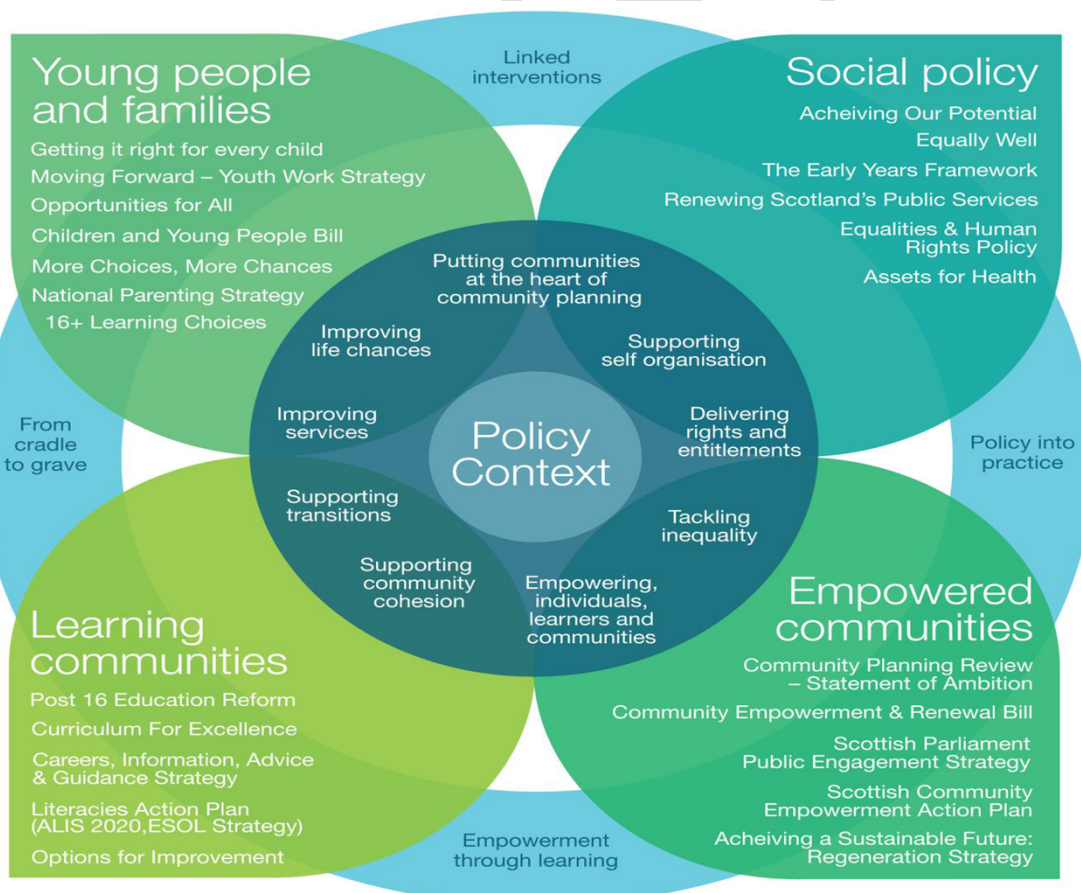 Linked
interventions
Young people
and families
Getting it right for every child
Moving Forward – Youth Work Strategy
Opportunities for All
Children and Young People Bill
More Choices, More Chances
National Parenting Strategy
16+ Learning Choices
Social policy
Acheiving Our Potential
Equally Well
The Early Years Framework
Renewing Scotland's Public Services
Equalities & Human
Rights Policy
Assets for Health
Putting communities
at the heart of
community planning
Improving
life chances
Supporting
self organisation
From
cradle
to grave
Improving
services
Policy
Context
Delivering
rights and
entitlements
Policy into
practice
Supporting
transitions
Tackling
inequality
Supporting
community
cohesion
Empowering,
individuals,
learners and
communities
Learning
communities
Post 16 Education Reform
Curriculum For Excellence
Careers, Information, Advice
& Guidance Strategy
Literacies Action Plan
(ALIS 2020,ESOL Strategy)
Options for Improvement
Empowered
communities
Community Planning Review
– Statement of Ambition
Community Empowerment & Renewal Bill
Scottish Parliament
Public Engagement Strategy
Scottish Community
Empowerment Action Plan
Acheiving a Sustainable Future:
Regeneration Strategy
Empowerment
through learning